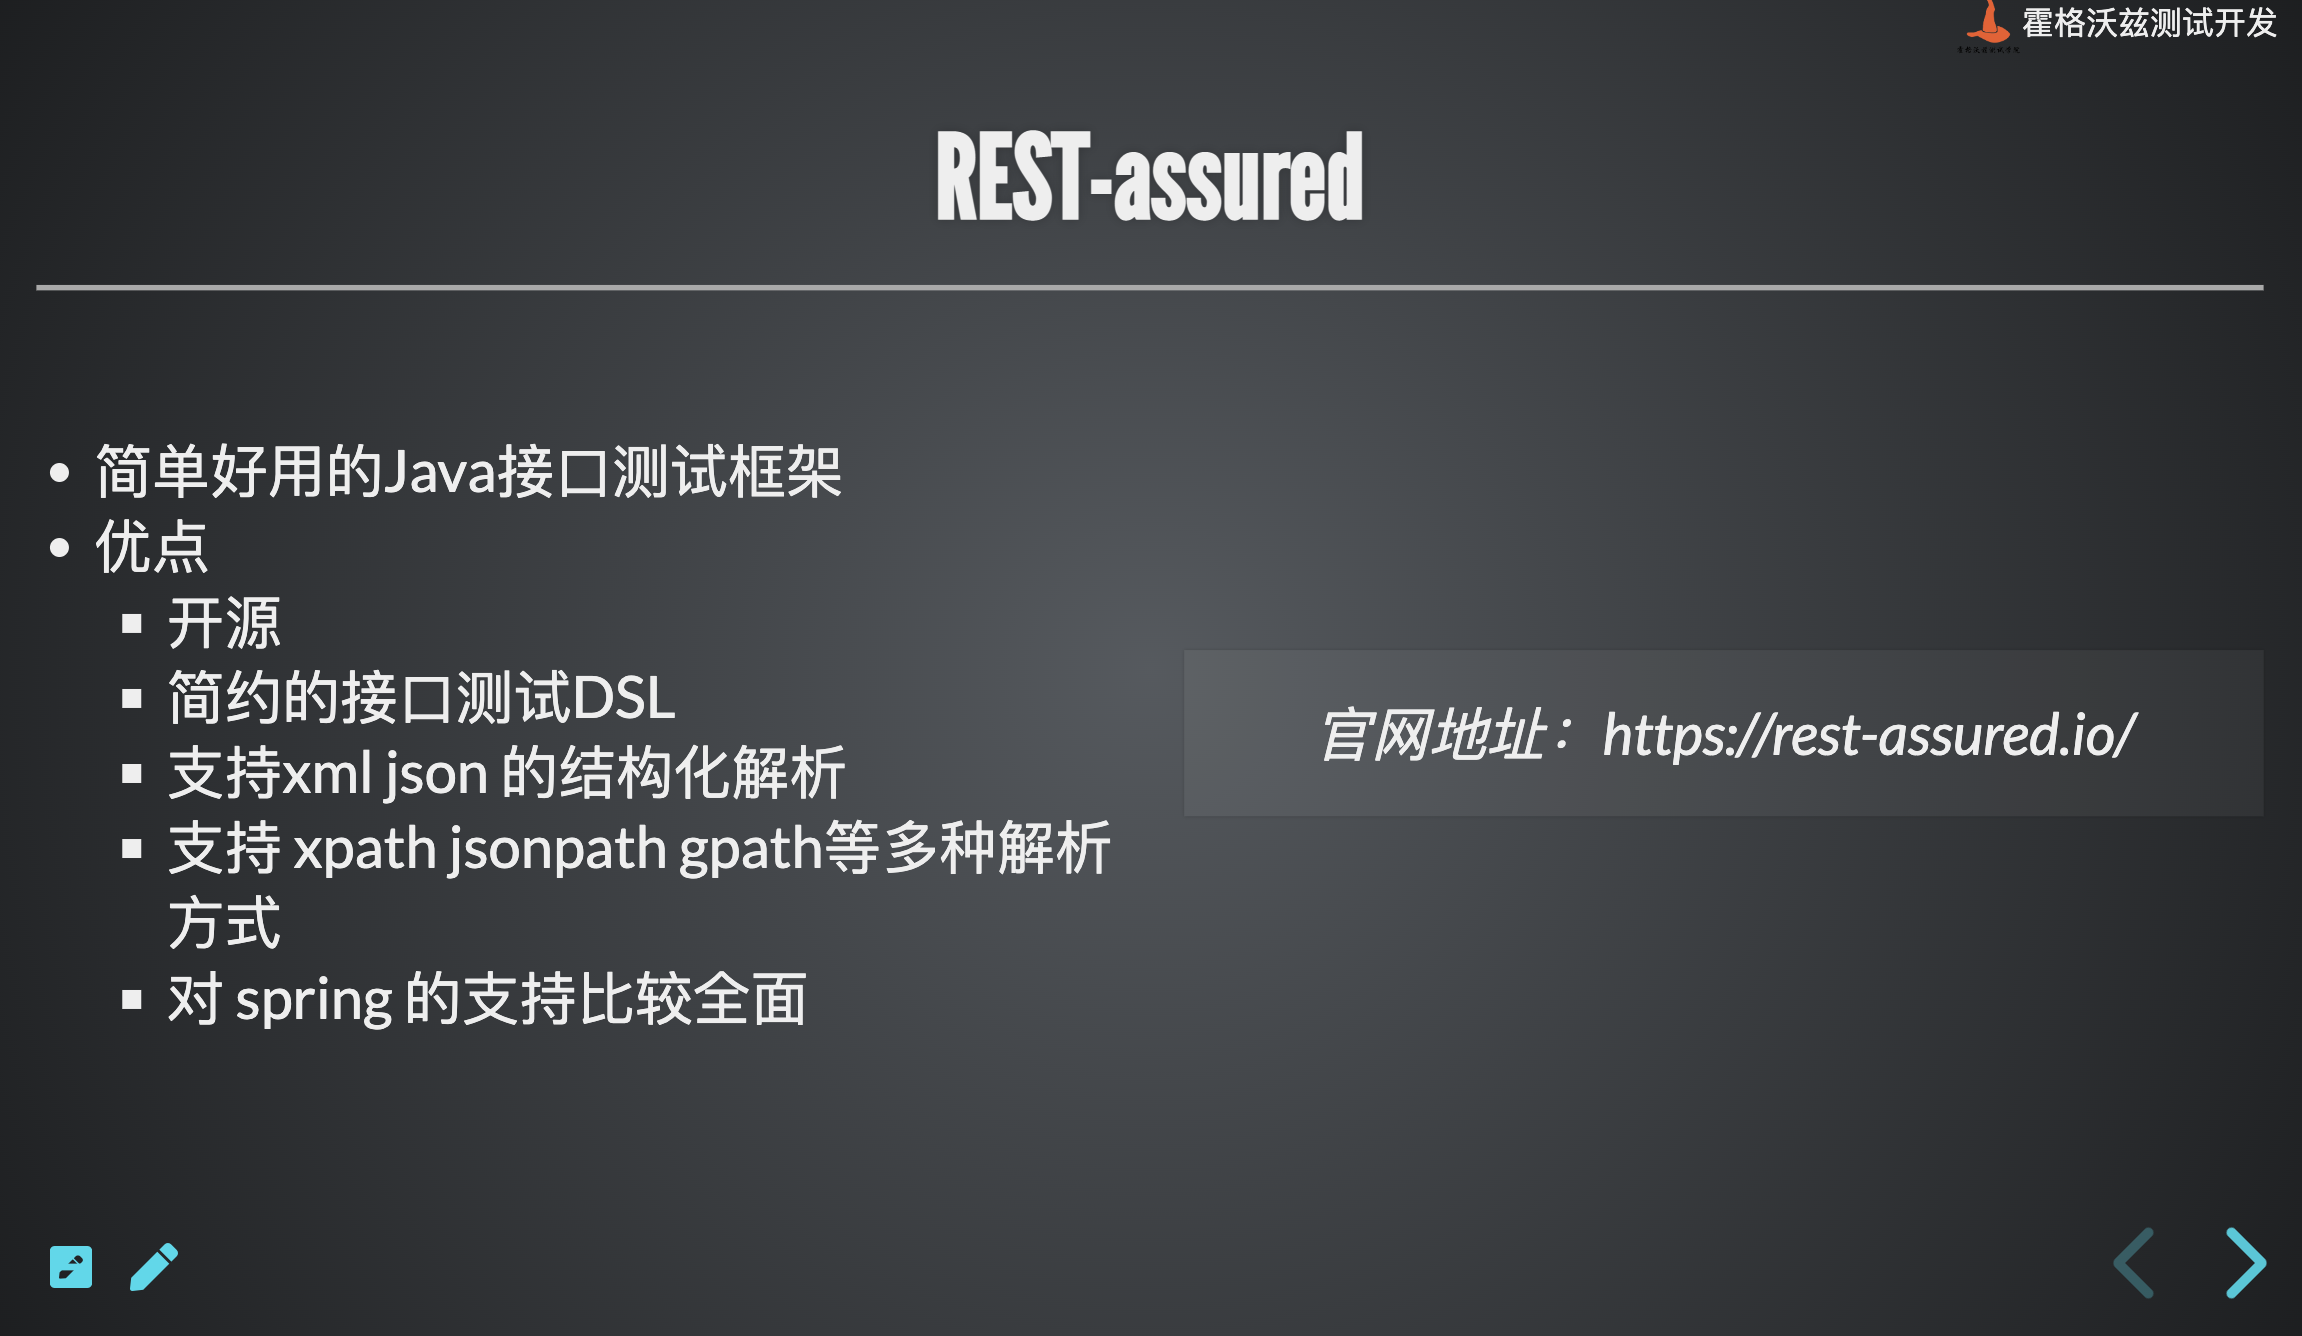 霍格沃兹测试开发
REST-assured
简单好用的Java接口测试框架
优点
开源
简约的接口测试DSL
支持xml json 的结构化解析
支持 xpath jsonpath gpath等多种解析
方式
对 spring 的支持比较全面
官网地址：https://rest-assured.io/